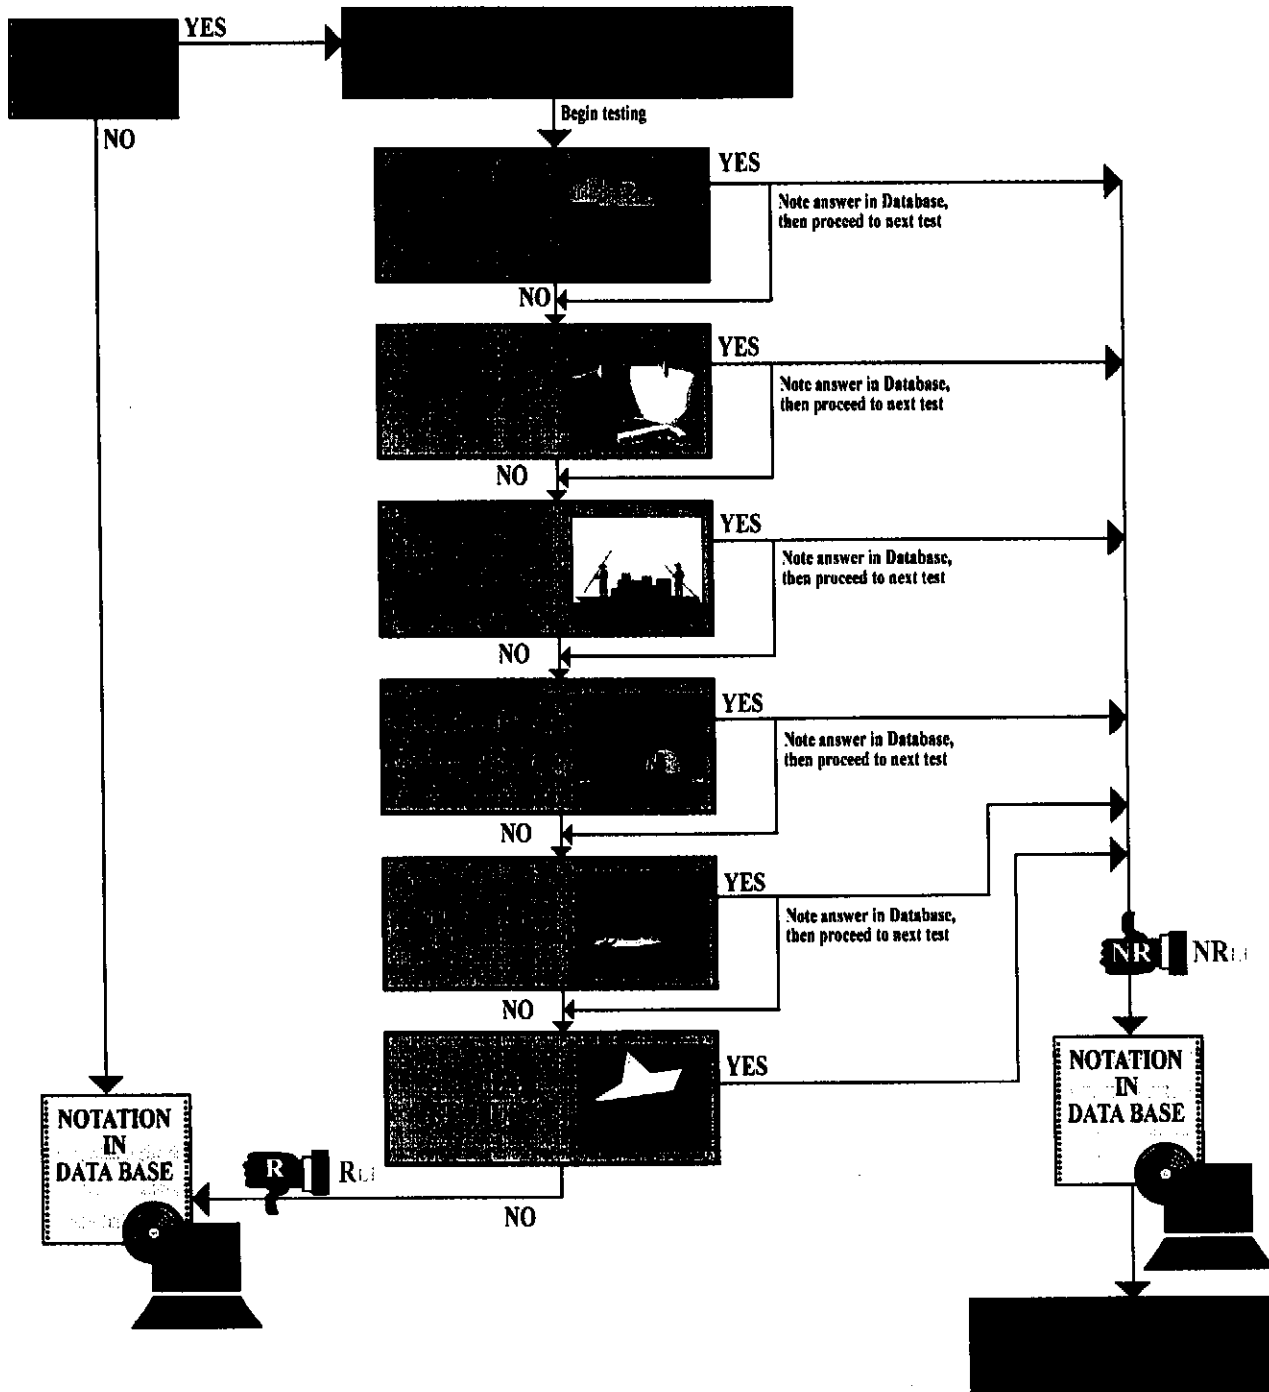 YES
NO
Begin testing
YES
Note answer in Database,
then proceed to next test
NO
YES
Note answer in Database,
then proceed to next test
NO
YES
Note answer in Database,
then proceed to next test
NO
YES
Note answer in Database,
then proceed to next test
NO
YES
Note answer in Database,
then proceed to next test
NO
YES
NO
NR
NR
NOTATION
IN
DATA BASE
R
R
NOTATION
IN
DATA BASE